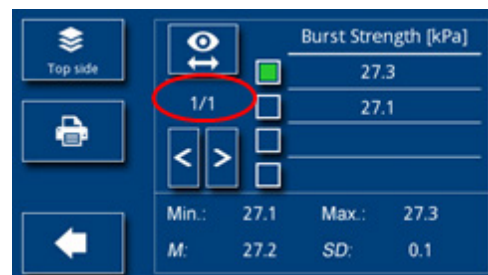 Top side
Burst Strength [kPa]
27.3
1/1
27.1
< >
Min.: 27.1 Max.: 27.3
M: 27.2 SD: 0.1